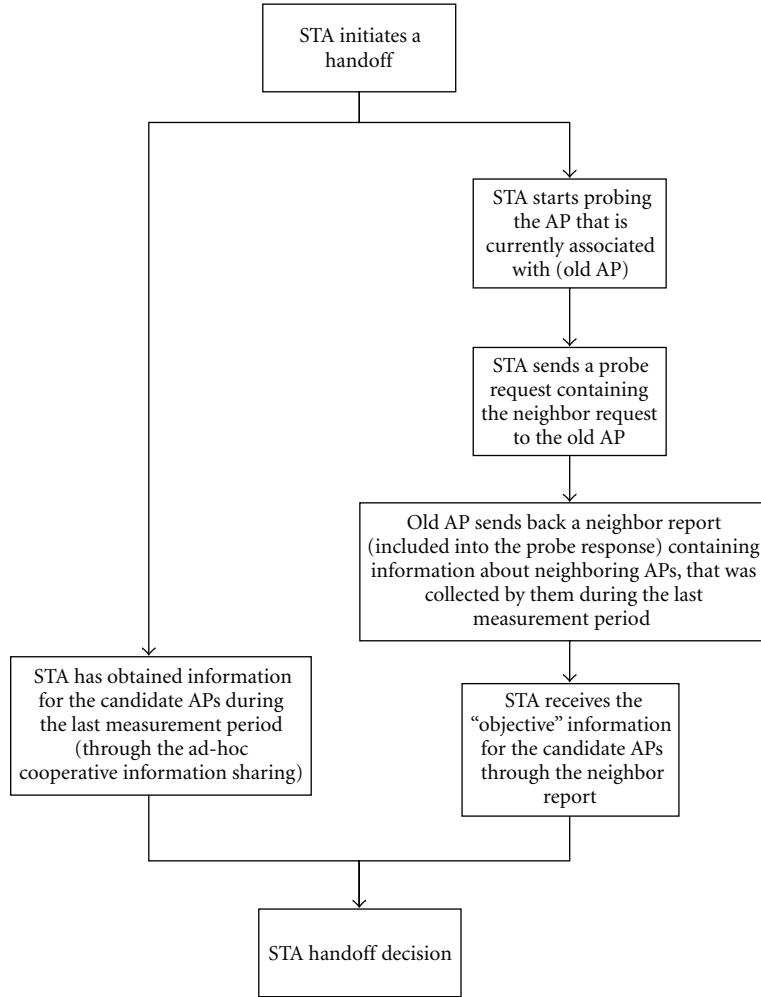 STA initiates a
handoff
STA starts probing
the AP that is
currently associated
with (old AP)
STA sends a probe
request containing
the neighbor request
to the old AP
Old AP sends back a neighbor report
(included into the probe response) containing
information about neighboring APs, that was
collected by them during the last
measurement period
STA has obtained information
for the candidate APs during
the last measurement period
(through the ad-hoc
cooperative information sharing)
STA receives the
“objective” information
for the candidate APs
through the neighbor
report
STA handoff decision